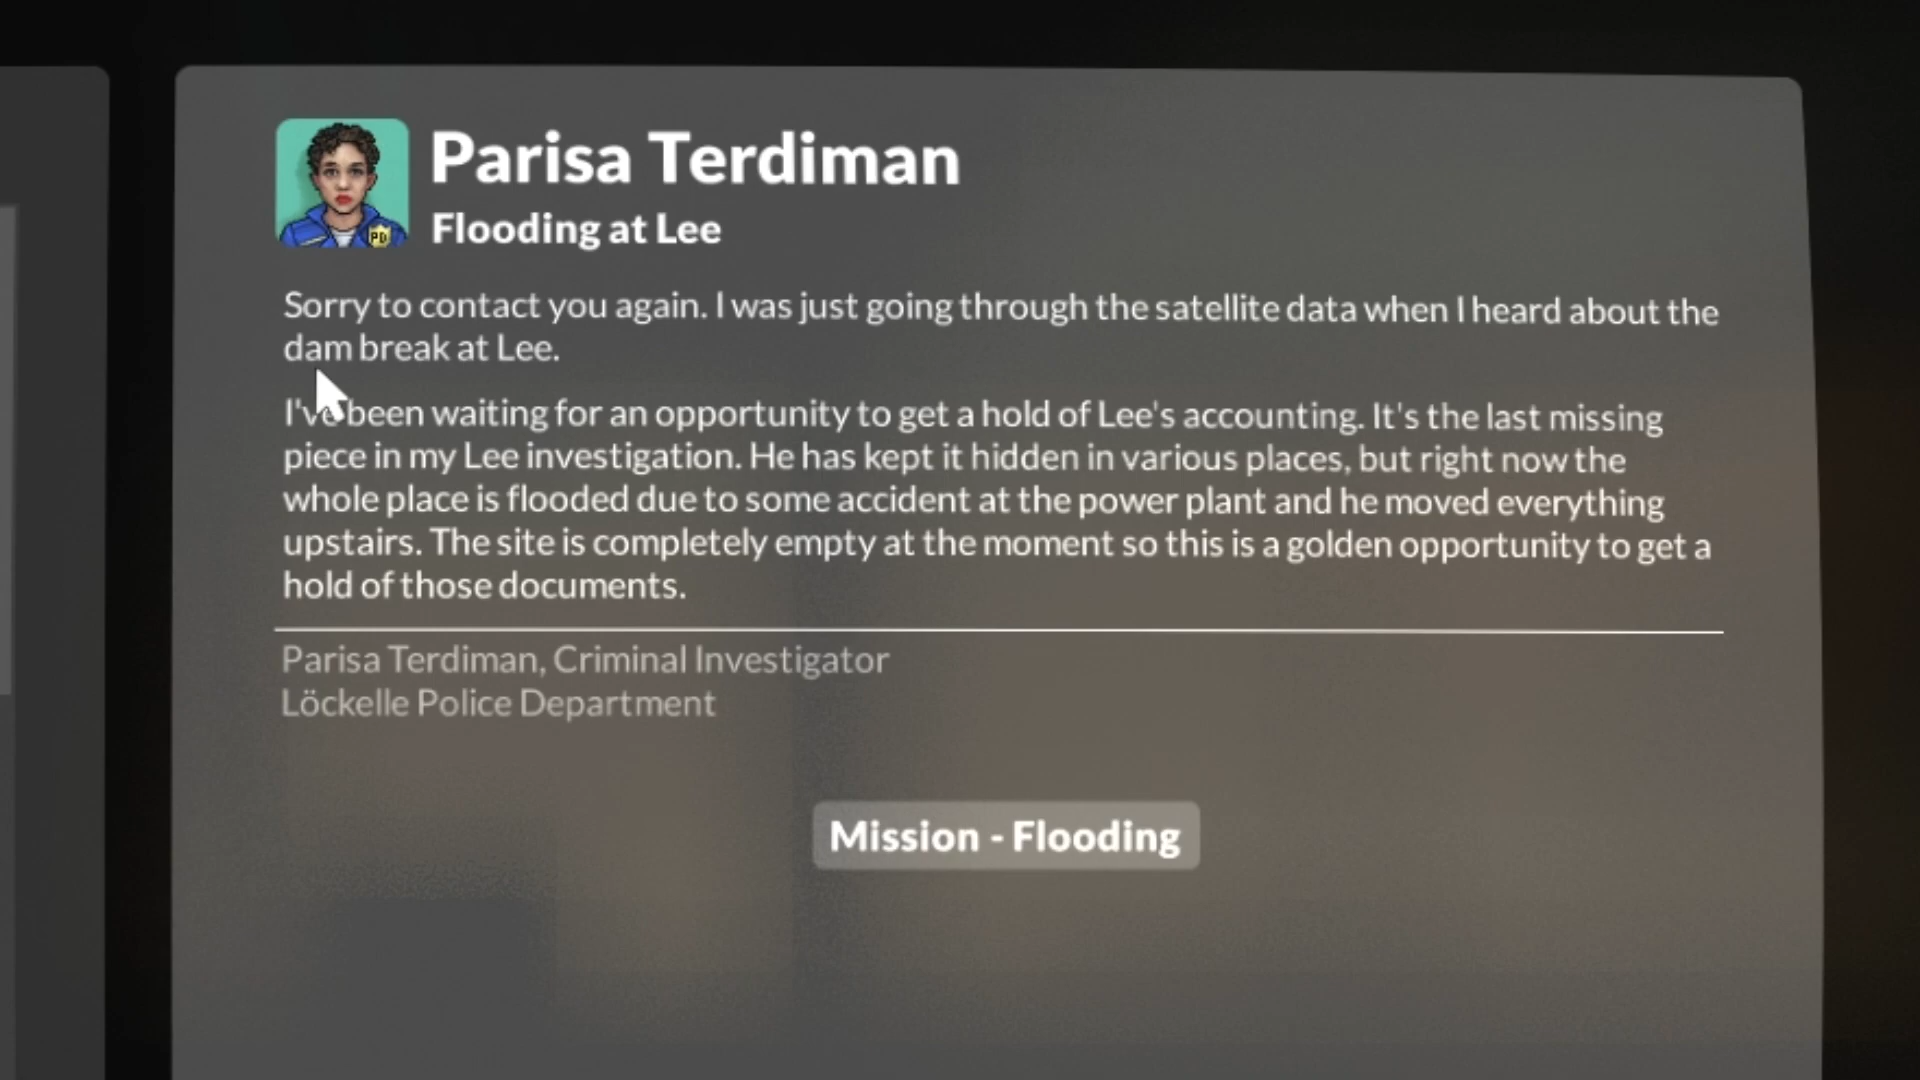 Parisa Terdiman
Flooding at Lee
PD
Sorry to contact you again. I was just going through the satellite data when I heard about the
dam break at Lee.
I've been waiting for an opportunity to get a hold of Lee's accounting. It's the last missing
piece in my Lee investigation. He has kept it hidden in various places, but right now the
whole place is flooded due to some accident at the power plant and he moved everything
upstairs. The site is completely empty at the moment so this is a golden opportunity to get a
hold of those documents.
Parisa Terdiman, Criminal Investigator
Löckelle Police Department
Mission - Flooding